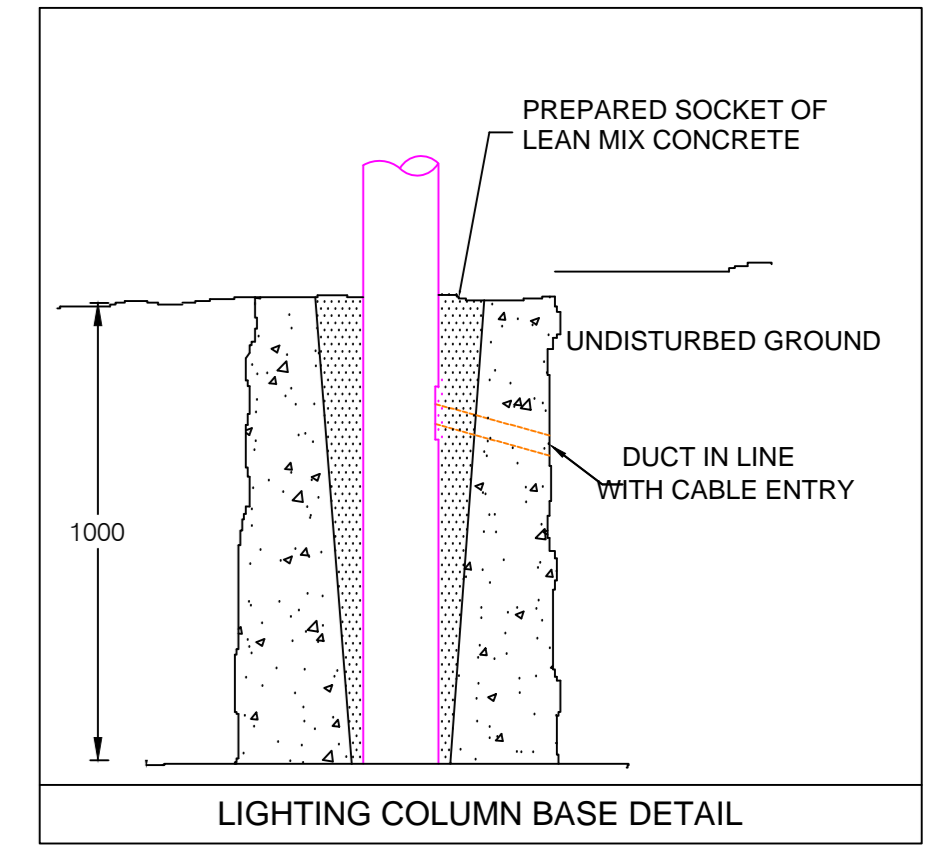 PREPARED SOCKET OF
LEAN MIX CONCRETE
UNDISTURBED GROUND
DUCT IN LINE
WITH CABLE ENTRY
1000
LIGHTING COLUMN BASE DETAIL